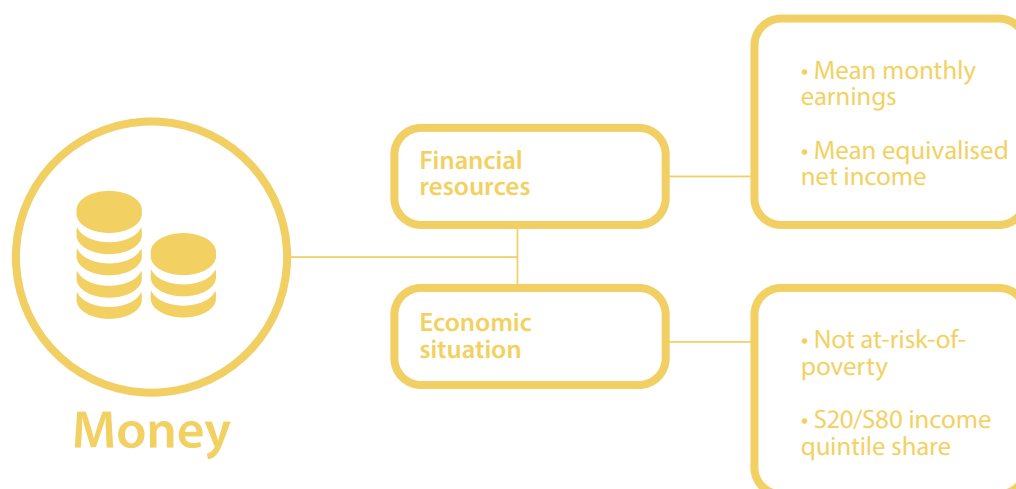 Money
Financial
resources
• Mean monthly
earnings
• Mean equivalised
net income
Economic
situation
• Not at-risk-of-
poverty
• S20/S80 income
quintile share